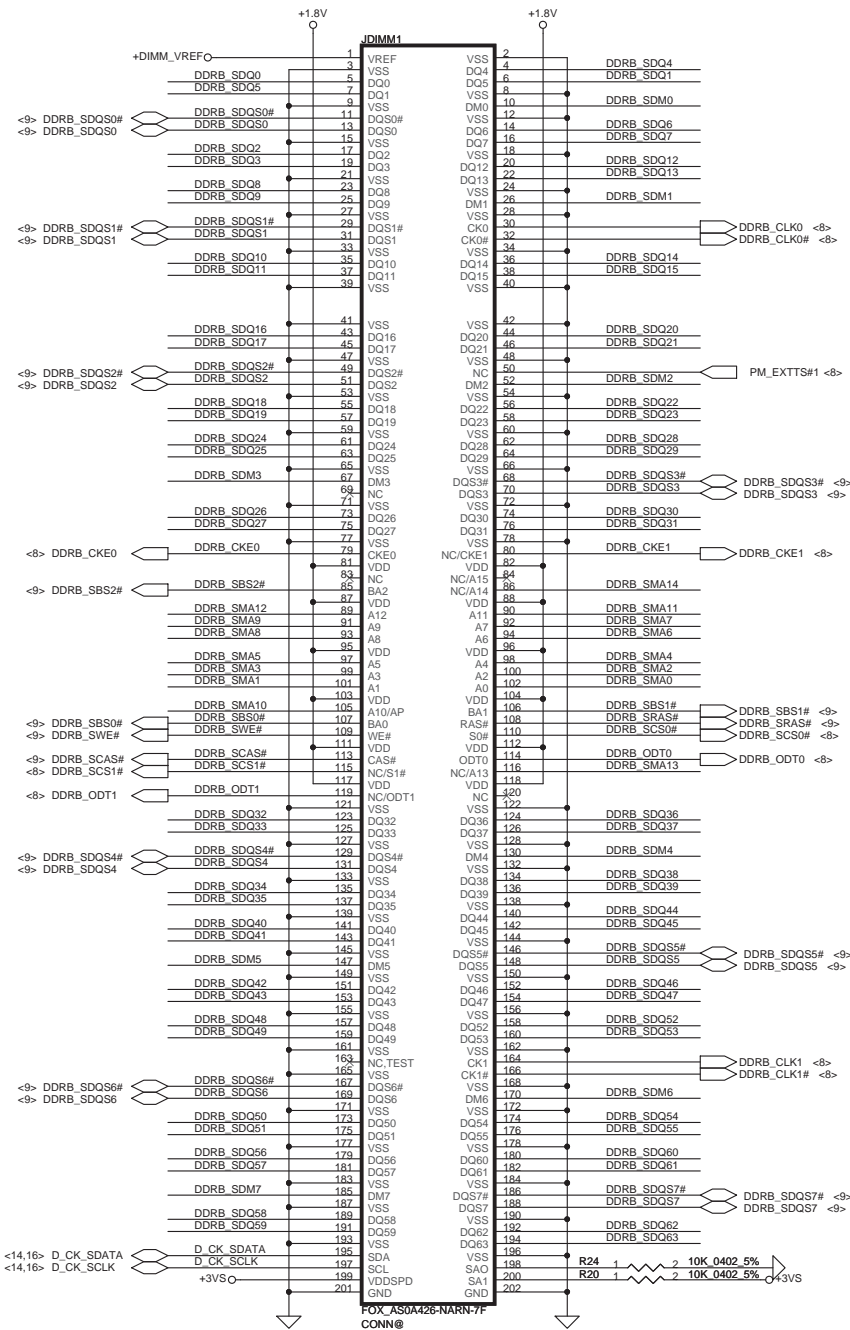 +1.8V +1.8V
JDIMM1
+DIMM_VREF 1 VREF VSS 2
3 VSS DQ4 4 DDRB_SDQ4
DDRB_SDQ0 5 DQ0 DQ5 6 DDRB_SDQ1
DDRB_SDQ5 7 DQ1 VSS 8
9 VSS DM0 10 DDRB_SDM0
<9> DDRB_SDQS0# DDRB_SDQS0# 11 DQS0# VSS 12
<9> DDRB_SDQS0 DDRB_SDQS0 13 DQS0 DQ6 14 DDRB_SDQ6
15 VSS DQ7 16 DDRB_SDQ7
DDRB_SDQ2 17 DQ2 VSS 18
DDRB_SDQ3 19 DQ3 DQ12 20 DDRB_SDQ12
21 VSS DQ13 22 DDRB_SDQ13
DDRB_SDQ8 23 DQ8 VSS 24
DDRB_SDQ9 25 DQ9 DM1 26 DDRB_SDM1
27 VSS VSS 28
<9> DDRB_SDQS1# DDRB_SDQS1# 29 DQS1# CK0 30 DDRB_CLK0 <8>
<9> DDRB_SDQS1 DDRB_SDQS1 31 DQS1 CK0# 32 DDRB_CLK0# <8>
33 VSS VSS 34
DDRB_SDQ10 35 DQ10 DQ14 36 DDRB_SDQ14
DDRB_SDQ11 37 DQ11 DQ15 38 DDRB_SDQ15
39 VSS VSS 40
41 VSS VSS 42
DDRB_SDQ16 43 DQ16 DQ20 44 DDRB_SDQ20
DDRB_SDQ17 45 DQ17 DQ21 46 DDRB_SDQ21
47 VSS VSS 48
<9> DDRB_SDQS2# DDRB_SDQS2# 49 DQS2# NC 50 PM_EXTTS#1 <8>
<9> DDRB_SDQS2 DDRB_SDQS2 51 DQS2 DM2 52 DDRB_SDM2
53 VSS VSS 54
DDRB_SDQ18 55 DQ18 DQ22 56 DDRB_SDQ22
DDRB_SDQ19 57 DQ19 DQ23 58 DDRB_SDQ23
59 VSS VSS 60
DDRB_SDQ24 61 DQ24 DQ28 62 DDRB_SDQ28
DDRB_SDQ25 63 DQ25 DQ29 64 DDRB_SDQ29
65 VSS VSS 66
DDRB_SDM3 67 DM3 DQS3# 68 DDRB_SDQS3# DDRB_SDQS3# <9>
69 NC DQS3 70 DDRB_SDQS3 DDRB_SDQS3 <9>
71 VSS VSS 72
DDRB_SDQ26 73 DQ26 DQ30 74 DDRB_SDQ30
DDRB_SDQ27 75 DQ27 DQ31 76 DDRB_SDQ31
77 VSS VSS 78
<8> DDRB_CKE0 DDRB_CKE0 79 CKE0 NC/CKE1 80 DDRB_CKE1 DDRB_CKE1 <8>
81 VDD VDD 82
83 NC NC/A15 84
<9> DDRB_SBS2# DDRB_SBS2# 85 BA2 NC/A14 86 DDRB_SMA14
87 VDD VDD 88
DDRB_SMA12 89 A12 A11 90 DDRB_SMA11
DDRB_SMA9 91 A9 A7 92 DDRB_SMA7
DDRB_SMA8 93 A8 A6 94 DDRB_SMA6
95 VDD VDD 96
DDRB_SMA5 97 A5 A4 98 DDRB_SMA4
DDRB_SMA3 99 A3 A2 100 DDRB_SMA2
DDRB_SMA1 101 A1 A0 102 DDRB_SMA0
103 VDD VDD 104
DDRB_SMA10 105 A10/AP BA1 106 DDRB_SBS1# DDRB_SBS1# <9>
<9> DDRB_SBS0# DDRB_SBS0# 107 BA0 RAS# 108 DDRB_SRAS# DDRB_SRAS# <9>
<9> DDRB_SWE# DDRB_SWE# 109 WE# S0# 110 DDRB_SCS0# DDRB_SCS0# <8>
111 VDD VDD 112
<9> DDRB_SCAS# DDRB_SCAS# 113 CAS# ODT0 114 DDRB_ODT0 DDRB_ODT0 <8>
<8> DDRB_SCS1# DDRB_SCS1# 115 NC/S1# NC/A13 116 DDRB_SMA13
117 VDD VDD 118
<8> DDRB_ODT1 DDRB_ODT1 119 NC/ODT1 NC 120
121 VSS VSS 122
DDRB_SDQ32 123 DQ32 DQ36 124 DDRB_SDQ36
DDRB_SDQ33 125 DQ33 DQ37 126 DDRB_SDQ37
127 VSS VSS 128
<9> DDRB_SDQS4# DDRB_SDQS4# 129 DQS4# DM4 130 DDRB_SDM4
<9> DDRB_SDQS4 DDRB_SDQS4 131 DQS4 VSS 132
133 VSS DQ38 134 DDRB_SDQ38
DDRB_SDQ34 135 DQ34 DQ39 136 DDRB_SDQ39
DDRB_SDQ35 137 DQ35 VSS 138
139 VSS DQ44 140 DDRB_SDQ44
DDRB_SDQ40 141 DQ40 DQ45 142 DDRB_SDQ45
DDRB_SDQ41 143 DQ41 VSS 144
145 VSS DQS5# 146 DDRB_SDQS5# DDRB_SDQS5# <9>
DDRB_SDM5 147 DM5 DQS5 148 DDRB_SDQS5 DDRB_SDQS5 <9>
149 VSS VSS 150
DDRB_SDQ42 151 DQ42 DQ46 152 DDRB_SDQ46
DDRB_SDQ43 153 DQ43 DQ47 154 DDRB_SDQ47
155 VSS VSS 156
DDRB_SDQ48 157 DQ48 DQ52 158 DDRB_SDQ52
DDRB_SDQ49 159 DQ49 DQ53 160 DDRB_SDQ53
161 VSS VSS 162
163 NC,TEST CK1 164 DDRB_CLK1 <8>
165 VSS CK1# 166 DDRB_CLK1# <8>
<9> DDRB_SDQS6# DDRB_SDQS6# 167 DQS6# VSS 168
<9> DDRB_SDQS6 DDRB_SDQS6 169 DQS6 DM6 170 DDRB_SDM6
171 VSS VSS 172
DDRB_SDQ50 173 DQ50 DQ54 174 DDRB_SDQ54
DDRB_SDQ51 175 DQ51 DQ55 176 DDRB_SDQ55
177 VSS VSS 178
DDRB_SDQ56 179 DQ56 DQ60 180 DDRB_SDQ60
DDRB_SDQ57 181 DQ57 DQ61 182 DDRB_SDQ61
183 VSS VSS 184
DDRB_SDM7 185 DM7 DQS7# 186 DDRB_SDQS7# DDRB_SDQS7# <9>
187 VSS DQS7 188 DDRB_SDQS7 DDRB_SDQS7 <9>
DDRB_SDQ58 189 DQ58 VSS 190
DDRB_SDQ59 191 DQ59 DQ62 192 DDRB_SDQ62
193 VSS DQ63 194 DDRB_SDQ63
<14,16> D_CK_SDATA D_CK_SDATA 195 SDA VSS 196
<14,16> D_CK_SCLK D_CK_SCLK 197 SCL SAO 198 R24 1 2 10K_0402_5%
+3VS 199 VDDSPD SA1 200 R20 1 2 10K_0402_5% +3VS
201 GND GND 202
FOX_AS0A426-NARN-7F
CONN@